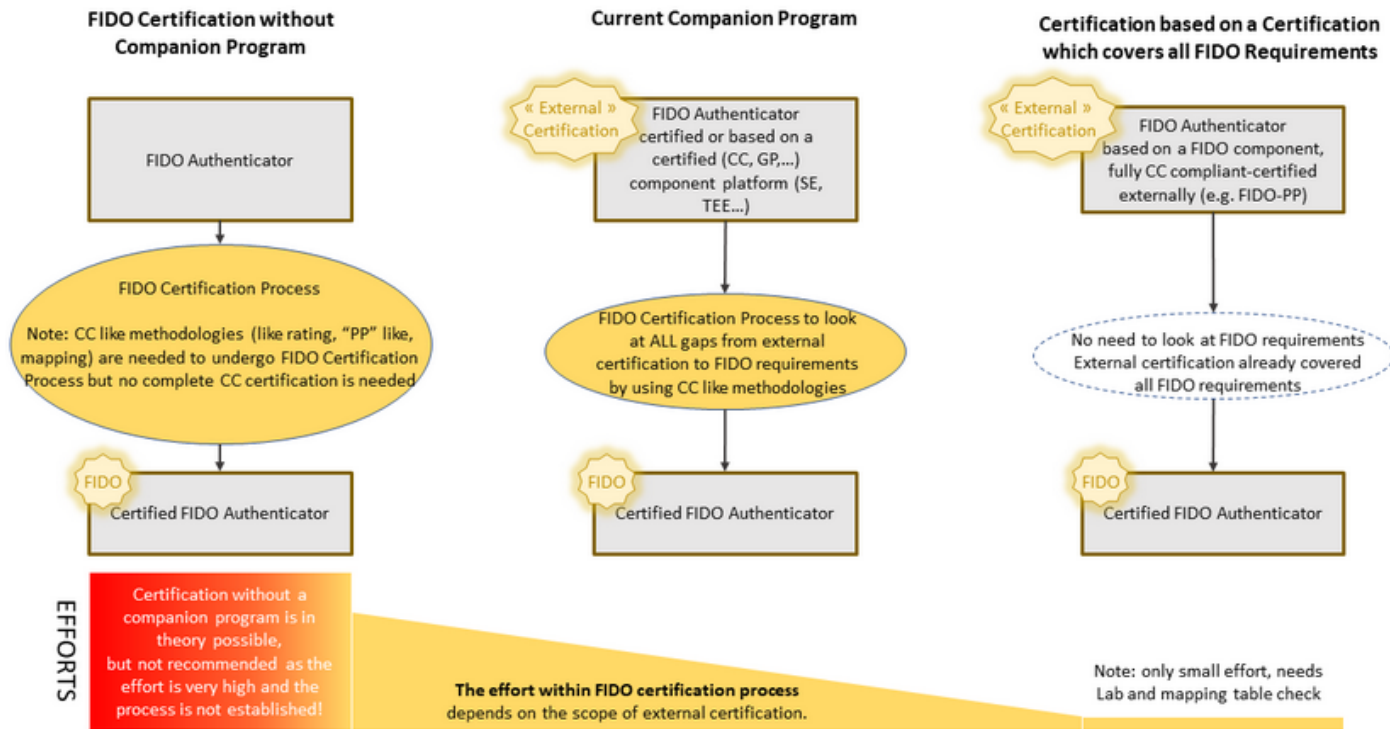 FIDO Certification without
Companion Program
FIDO Authenticator
FIDO Certification Process
Note: CC like methodologies (like rating, “PP” like,
mapping) are needed to undergo FIDO Certification
Process but no complete CC certification is needed
FIDO
Certified FIDO Authenticator
Current Companion Program
« External »
Certification
FIDO Authenticator
certified or based on a
certified (CC, GP,...)
component platform (SE,
TEE...)
FIDO Certification Process to look
at ALL gaps from external
certification to FIDO requirements
by using CC like methodologies
FIDO
Certified FIDO Authenticator
Certification based on a Certification
which covers all FIDO Requirements
« External »
Certification
FIDO Authenticator
based on a FIDO component,
fully CC compliant-certified
externally (e.g. FIDO-PP)
No need to look at FIDO requirements
External certification already covered
all FIDO requirements
FIDO
Certified FIDO Authenticator
EFFORTS
Certification without a
companion program is in
theory possible,
but not recommended as the
effort is very high and the
process is not established!
The effort within FIDO certification process
depends on the scope of external certification.
Note: only small effort, needs
Lab and mapping table check